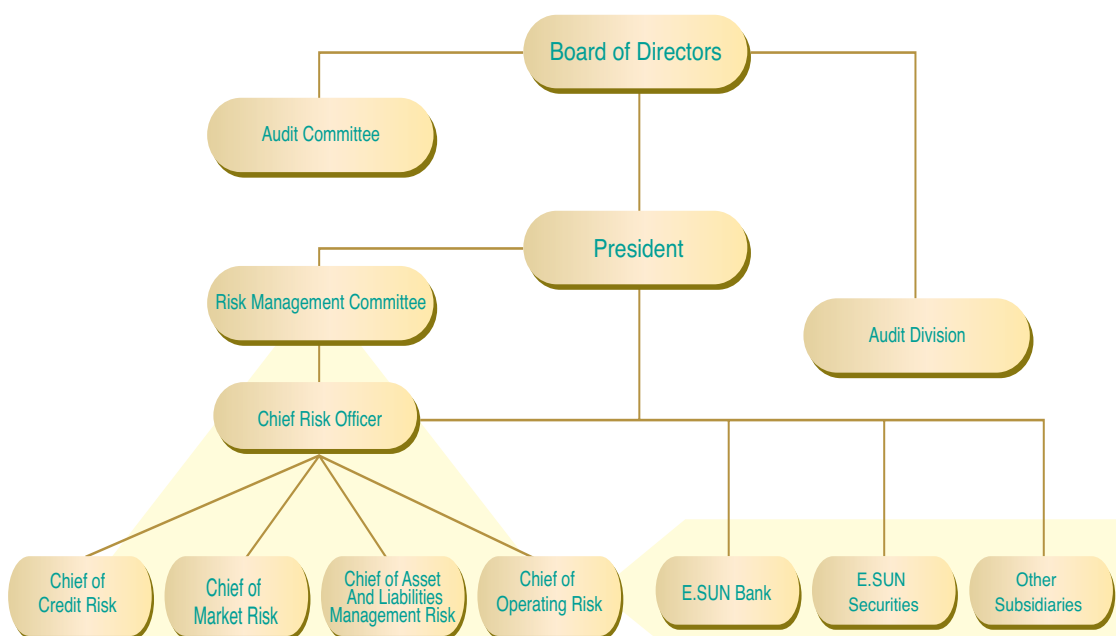 Board of Directors
Audit Committee
President
Risk Management Committee
Audit Division
Chief Risk Officer
Chief of
Credit Risk
Chief of
Market Risk
Chief of Asset
And Liabilities
Management Risk
Chief of
Operating Risk
E.SUN Bank
E.SUN
Securities
Other
Subsidiaries